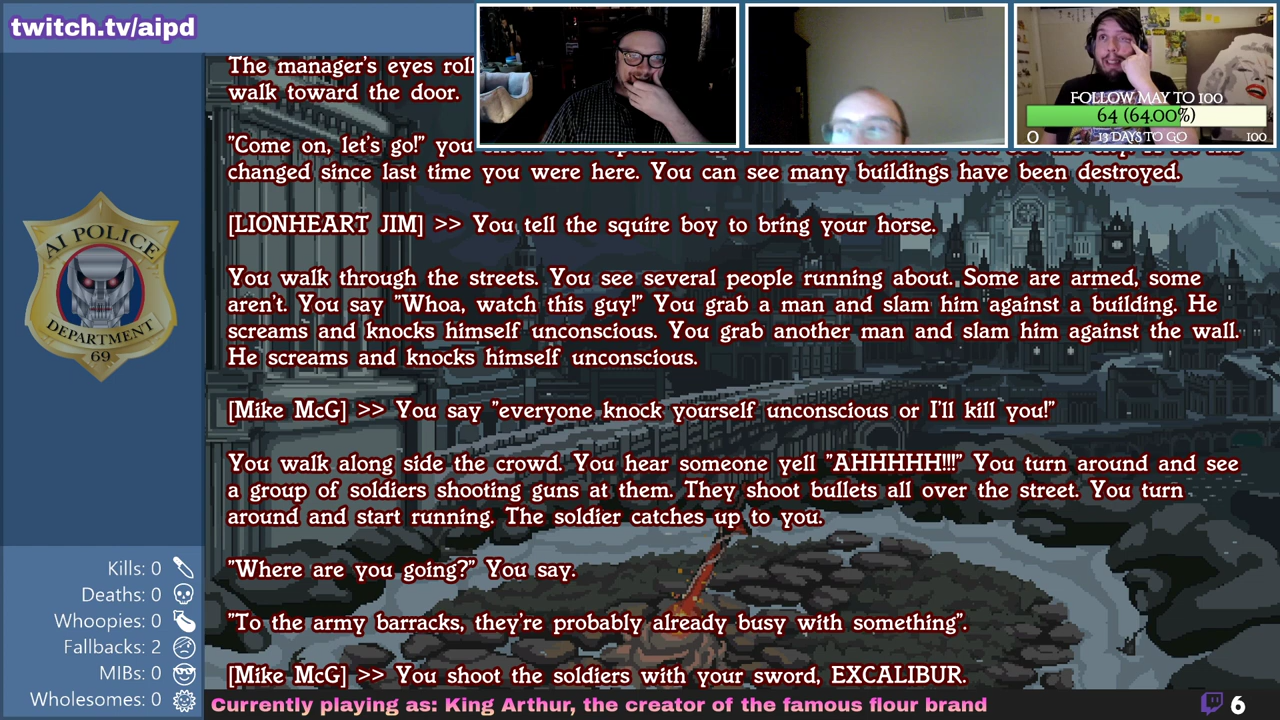 twitch.tv/aipd
FOLLOW MAY TO 100
64 (64.00%)
0 13 DAYS TO GO 100
The manager's eyes roll
walk toward the door.
"Come on, let's go!" you
changed since last time you were here. You can see many buildings have been destroyed.
[LIONHEART JIM] >> You tell the squire boy to bring your horse.
You walk through the streets. You see several people running about. Some are armed, some
aren't. You say "Whoa, watch this guy!" You grab a man and slam him against a building. He
screams and knocks himself unconscious. You grab another man and slam him against the wall.
He screams and knocks himself unconscious.
[Mike McG] >> You say "everyone knock yourself unconscious or I'll kill you!"
You walk along side the crowd. You hear someone yell "AHHHHH!!!" You turn around and see
a group of soldiers shooting guns at them. They shoot bullets all over the street. You turn
around and start running. The soldier catches up to you.
"Where are you going?" You say.
"To the army barracks, they're probably already busy with something".
[Mike McG] >> You shoot the soldiers with your sword, EXCALIBUR.
AI POLICE
DEPARTMENT
69
Kills: 0
Deaths: 0
Whoopies: 0
Fallbacks: 2
MIBs: 0
Wholesomes: 0
Currently playing as: King Arthur, the creator of the famous flour brand
6